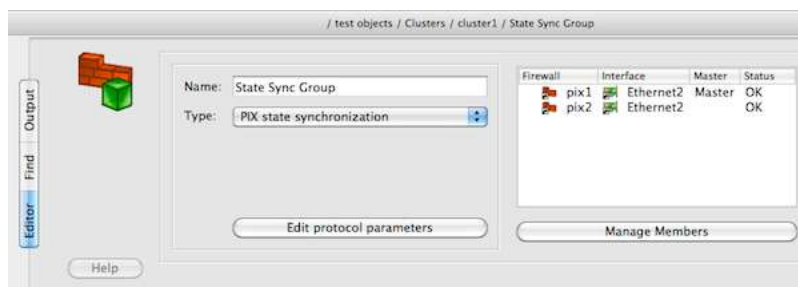 / test objects / Clusters / cluster1 / State Sync Group
Output
Find
Editor
Name: State Sync Group
Type: PIX state synchronization
Edit protocol parameters
Help
Firewall Interface Master Status
pix1 Ethernet2 Master OK
pix2 Ethernet2 OK
Manage Members